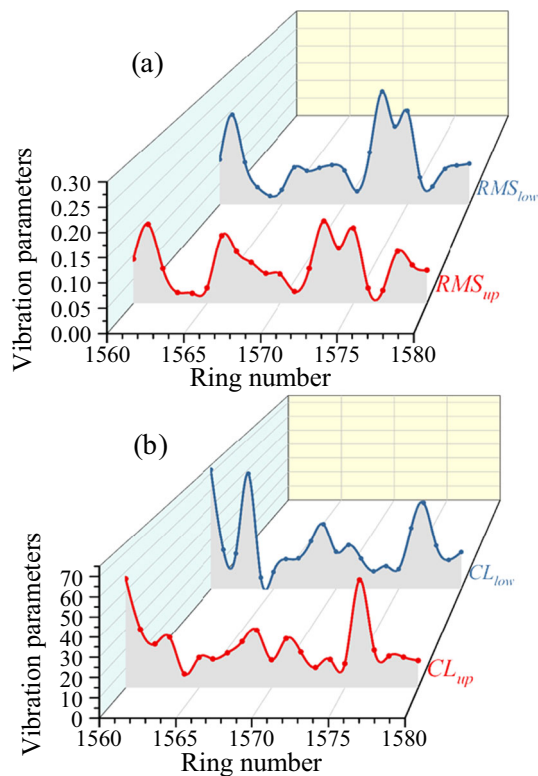 (a)
Vibration parameters
0.30
0.25
0.20
0.15
0.10
0.05
0.00
1560 1565 1570 1575 1580
Ring number
RMSlow
RMSup
(b)
Vibration parameters
70
60
50
40
30
20
10
0
1560 1565 1570 1575 1580
Ring number
CLlow
CLup